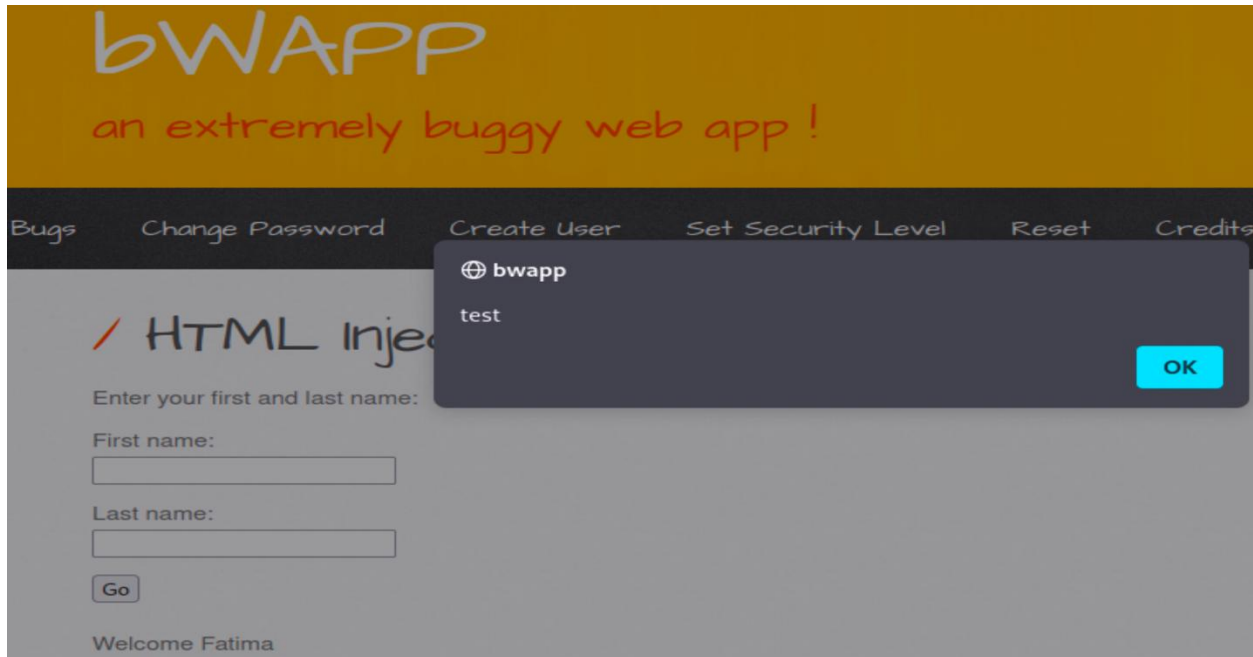 bWAPP
an extremely buggy web app !
Bugs Change Password Create User Set Security Level Reset Credits
bwapp
test
OK
/ HTML Inje
Enter your first and last name:
First name:
Last name:
Go
Welcome Fatima